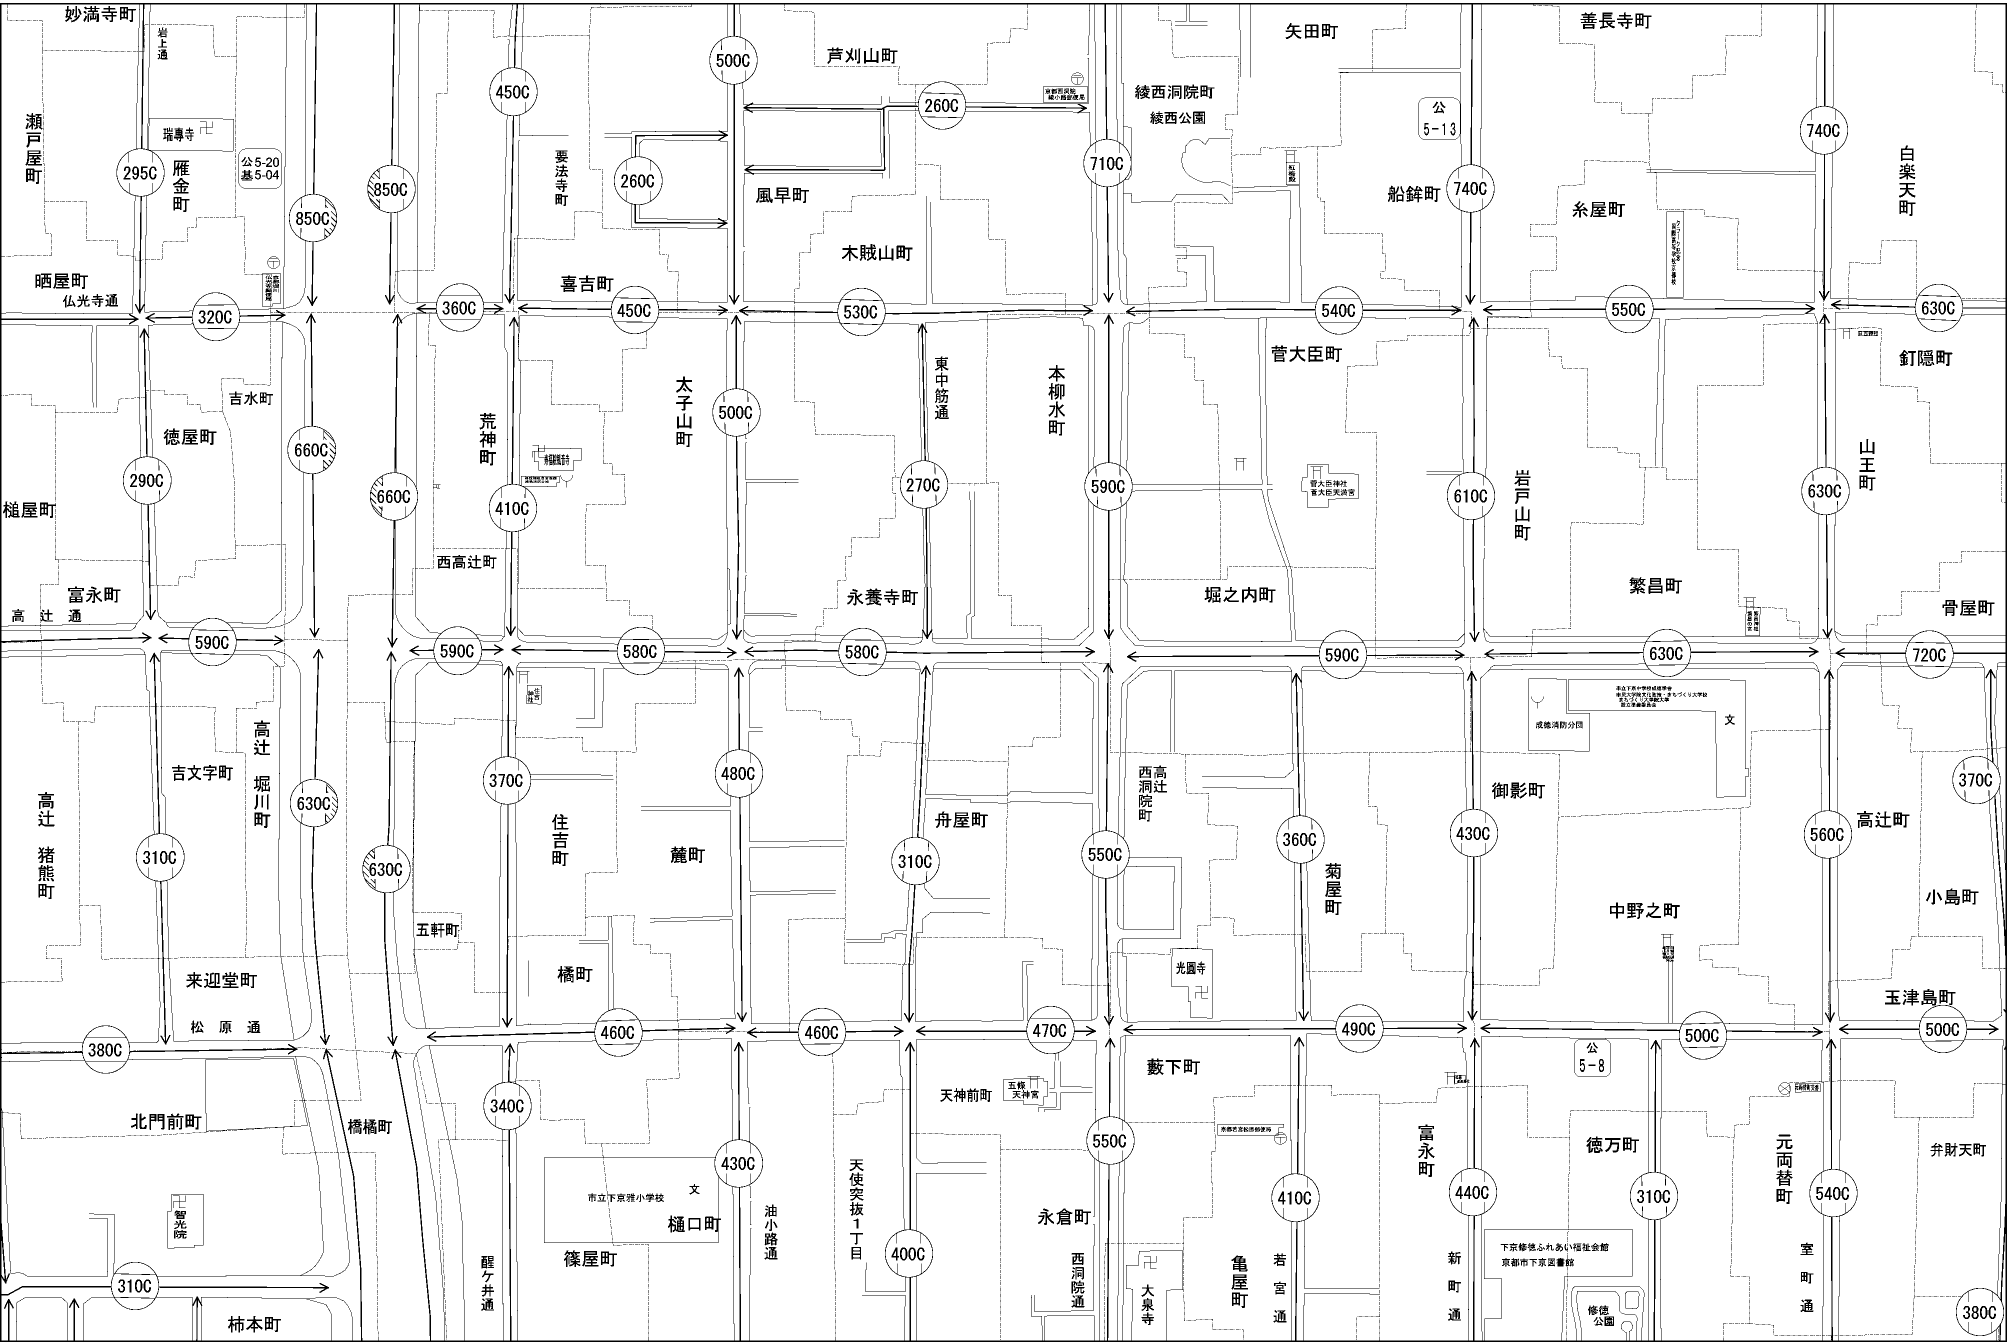 妙満寺町
岩上通
500C
芦刈山町
矢田町
善長寺町
450C
260C
綾西洞院町
綾西公園
公
5-13
740C
瀬戸屋町
瑞專寺
295C
雁金町
公5-20
基5-04
850C
850C
要法寺町
260C
風早町
710C
船鉾町
740C
糸屋町
白楽天町
木賊山町
晒屋町
仏光寺通
喜吉町
320C
360C
450C
530C
540C
550C
630C
菅大臣町
釘隠町
吉水町
徳屋町
660C
660C
荒神町
太子山町
500C
東中筋通
本柳水町
290C
410C
270C
590C
菅大臣神社
菅大臣天満宮
610C
岩戸山町
630C
山王町
槌屋町
西高辻町
富永町
高辻通
永養寺町
堀之内町
繁昌町
骨屋町
590C
590C
580C
580C
590C
630C
720C
住吉神社
成徳消防分団
文
高辻堀川町
吉文字町
高辻猪熊町
630C
630C
370C
480C
高辻西洞院町
御影町
370C
310C
住吉町
麓町
310C
舟屋町
550C
360C
菊屋町
430C
560C
高辻町
中野之町
小島町
五軒町
橘町
来迎堂町
光圓寺
玉津島町
松原通
380C
460C
460C
470C
490C
500C
500C
公
5-8
藪下町
北門前町
橋橘町
340C
天神前町
五條
天神宮
550C
富永町
徳万町
元両替町
弁財天町
430C
天使突抜1丁目
410C
440C
310C
540C
市立下京雅小学校
文
樋口町
油小路通
永倉町
智光院
篠屋町
400C
醒ケ井通
西洞院通
大泉寺
亀屋町
若宮通
新町通
下京修徳ふれあい福祉会館
京都市下京図書館
室町通
310C
柿本町
修徳
公園
380C